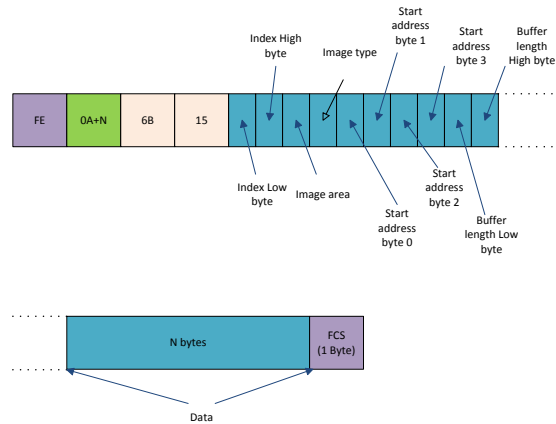 Index High
byte
Image type
Start
address
byte 1
Start
address
byte 3
Buffer
length
High byte
FE
0A+N
6B
15
Index Low
byte
Image area
Start
address
byte 0
Start
address
byte 2
Buffer
length Low
byte
N bytes
FCS
(1 Byte)
Data